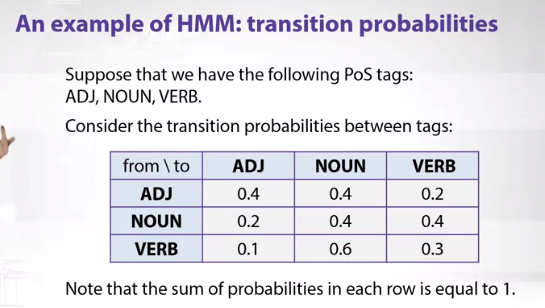 An example of HMM: transition probabilities
Suppose that we have the following PoS tags:
ADJ, NOUN, VERB.
Consider the transition probabilities between tags:
from \ to ADJ NOUN VERB
ADJ 0.4 0.4 0.2
NOUN 0.2 0.4 0.4
VERB 0.1 0.6 0.3
Note that the sum of probabilities in each row is equal to 1.